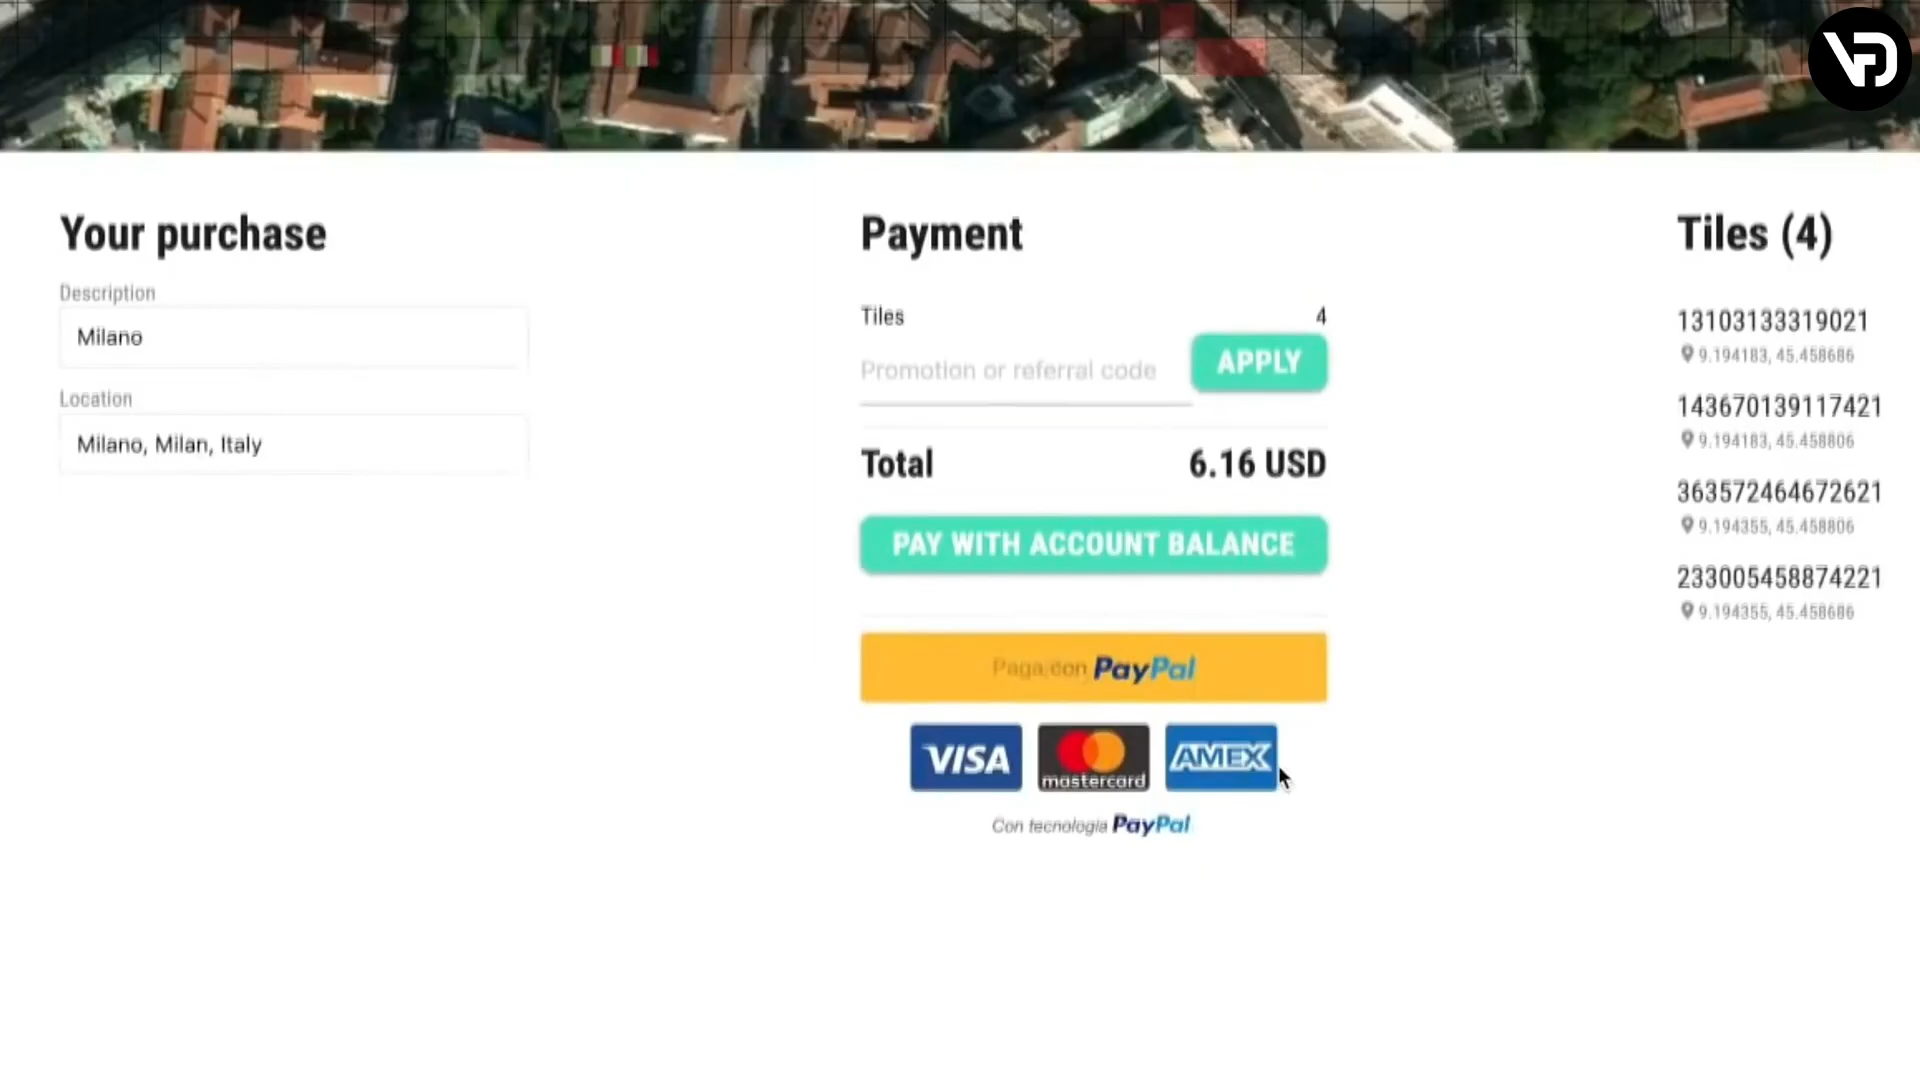 Your purchase
Description
Milano
Location
Milano, Milan, Italy
Payment
Tiles 4
Promotion or referral code APPLY
Total 6.16 USD
PAY WITH ACCOUNT BALANCE
Paga con PayPal
VISA mastercard AMEX
Con tecnologia PayPal
Tiles (4)
13103133319021
9.194183, 45.458686
143670139117421
9.194183, 45.458806
363572464672621
9.194355, 45.458806
233005458874221
9.194355, 45.458686